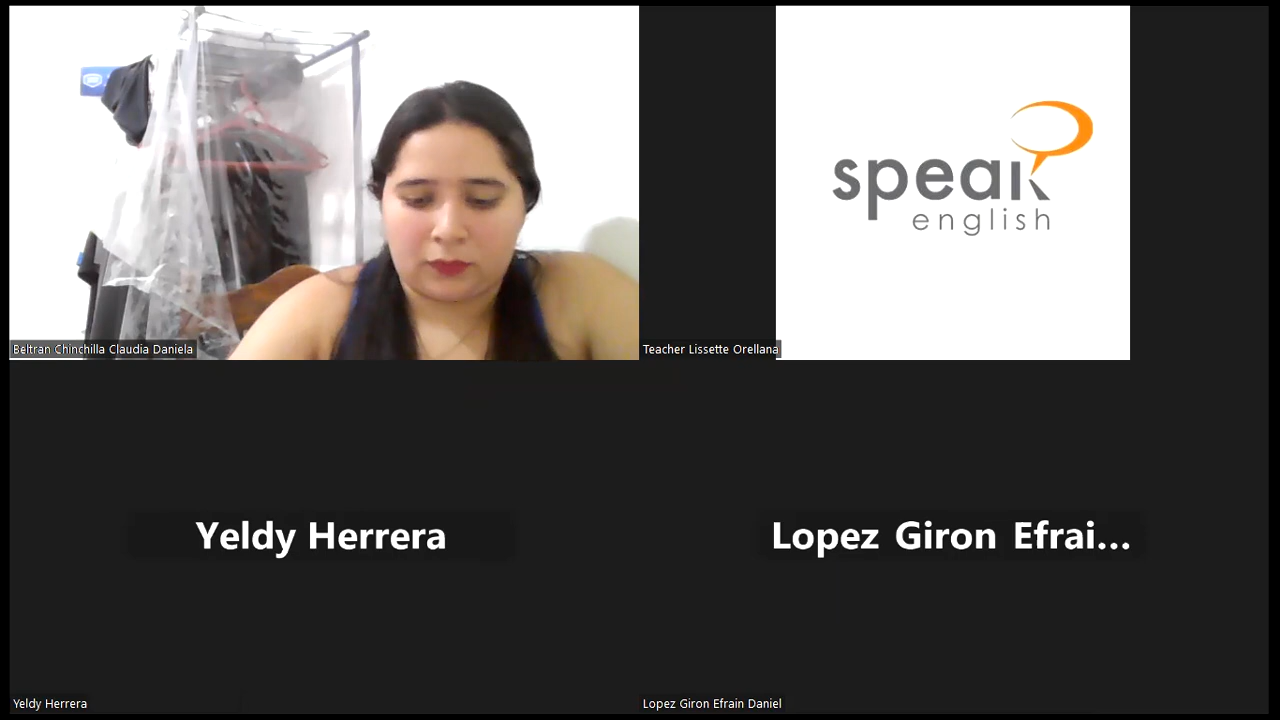 speak
english
Beltran Chinchilla Claudia Daniela
Teacher Lissette Orellana
Yeldy Herrera
Lopez Giron Efrai...
Yeldy Herrera
Lopez Giron Efrain Daniel